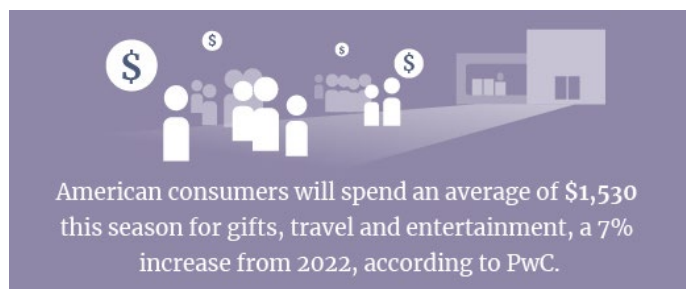 $
$
$
$
American consumers will spend an average of $1,530
this season for gifts, travel and entertainment, a 7%
increase from 2022, according to PwC.